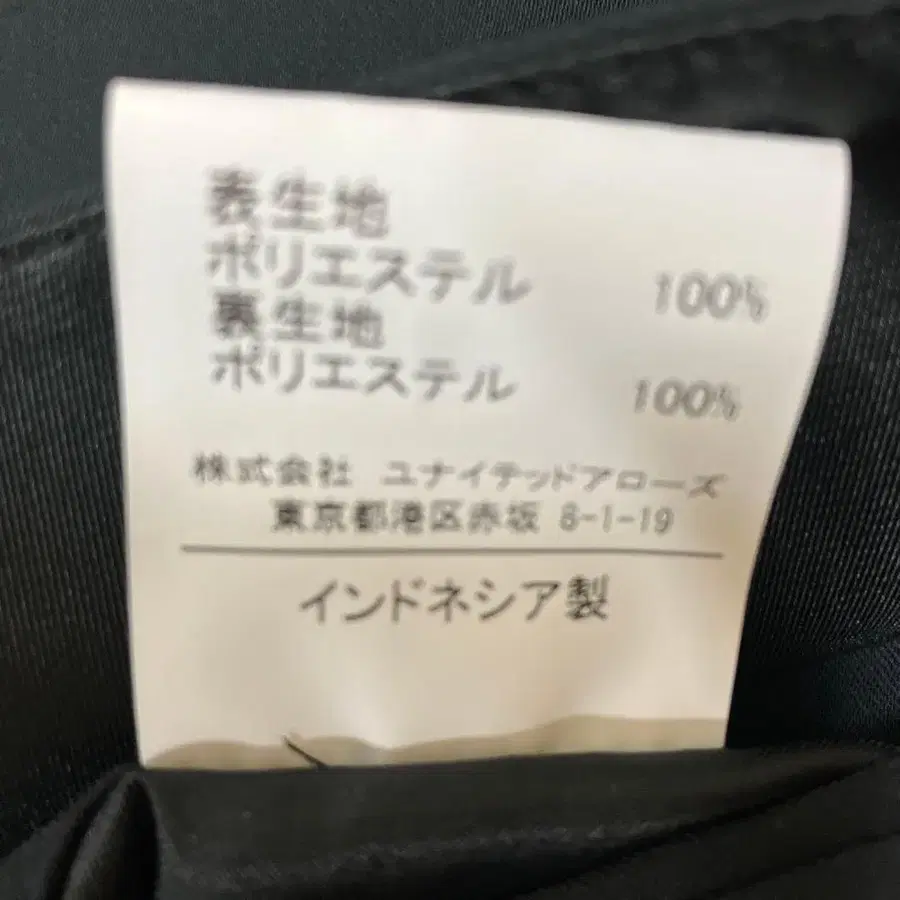 表生地
ポリエステル 100%
裏生地
ポリエステル 100%
株式会社 ユナイテッドアローズ
東京都港区赤坂 8-1-19
インドネシア製